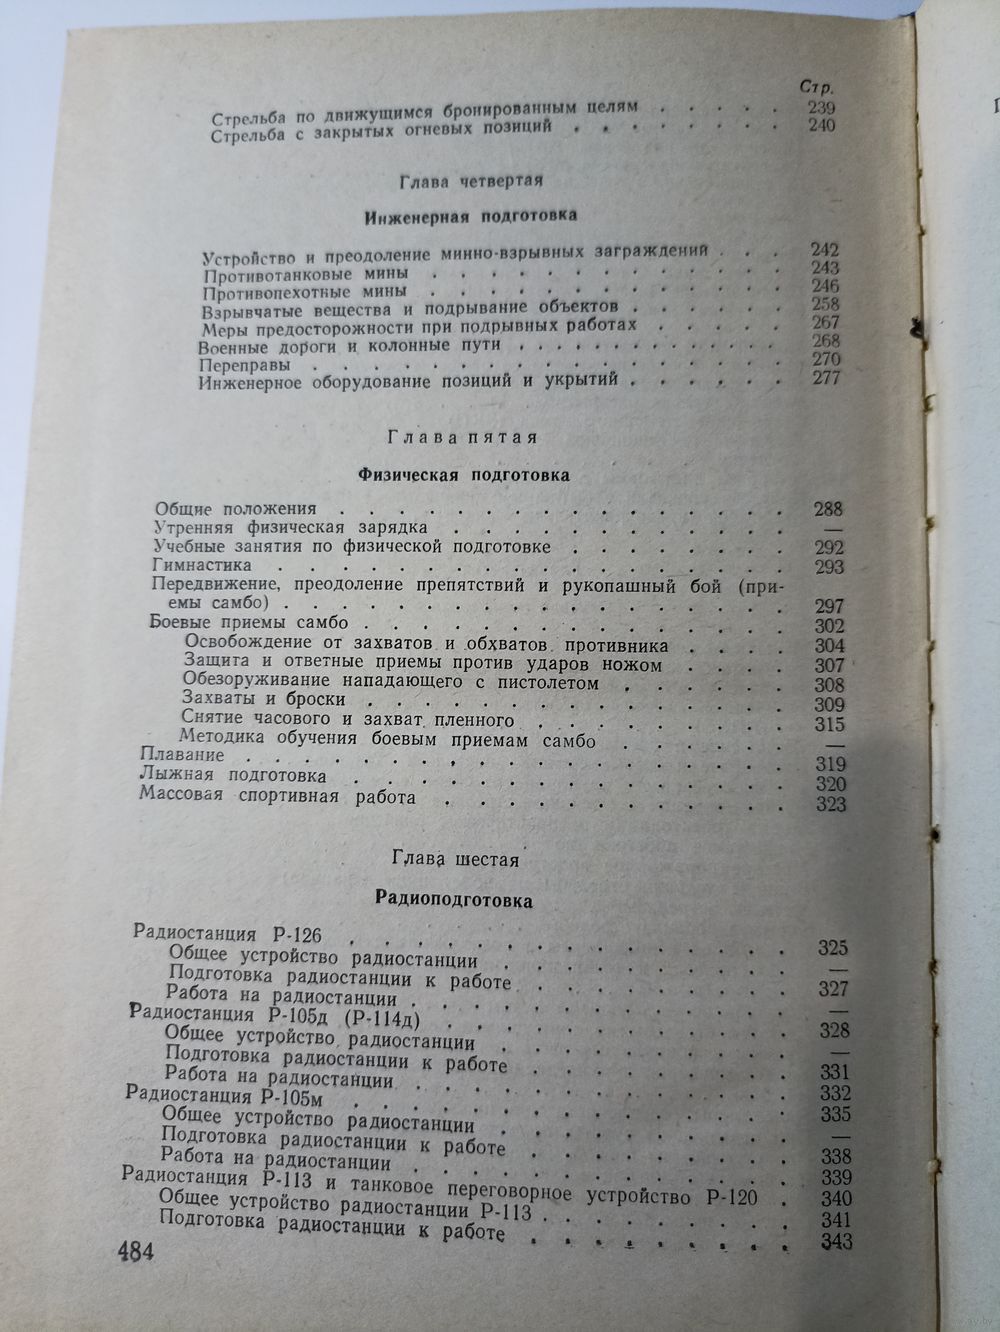 Стр.
Стрельба по движущимся бронированным целям . . . . . 239
Стрельба с закрытых огневых позиций . . . . . . . . 240
Глава четвертая
Инженерная подготовка
Устройство и преодоление минно-взрывных заграждений . . . 242
Противотанковые мины . . . . . . . . . . . . . 243
Противопехотные мины . . . . . . . . . . . . . 246
Взрывчатые вещества и подрывание объектов . . . . . . 258
Меры предосторожности при подрывных работах . . . . . 267
Военные дороги и колонные пути . . . . . . . . . . . . 268
Переправы . . . . . . . . . . . . . . . . 270
Инженерное оборудование позиций и укрытий . . . . . . 277
Глава пятая
Физическая подготовка
Общие положения . . . . . . . . . . . . . . . . 288
Утренняя физическая зарядка . . . . . . . . . . . —
Учебные занятия по физической подготовке . . . . . . . . 292
Гимнастика . . . . . . . . . . . . . . . . . . 293
Передвижение, преодоление препятствий и рукопашный бой (при-
емы самбо) . . . . . . . . . . . . . . . . . 297
Боевые приемы самбо . . . . . . . . . . . . . . . 302
Освобождение от захватов и обхватов противника . . . . 304
Защита и ответные приемы против ударов ножом . . . . 307
Обезоруживание нападающего с пистолетом . . . . . . 308
Захваты и броски . . . . . . . . . . . . . . . 309
Снятие часового и захват пленного . . . . . . . . . 315
Методика обучения боевым приемам самбо . . . . . . —
Плавание . . . . . . . . . . . . . . . . . . 319
Лыжная подготовка . . . . . . . . . . . . . . . 320
Массовая спортивная работа . . . . . . . . . . . 323
Глава шестая
Радиоподготовка
Радиостанция Р-126 . . . . . . . . . . . . . . 325
Общее устройство радиостанции . . . . . . . . . . —
Подготовка радиостанции к работе . . . . . . . . . 327
Работа на радиостанции . . . . . . . . . . . . . —
Радиостанция Р-105д (Р-114д) . . . . . . . . . . . . 328
Общее устройство радиостанции . . . . . . . . . . —
Подготовка радиостанции к работе . . . . . . . . . 331
Работа на радиостанции . . . . . . . . . . . . . 332
Радиостанция Р-105м . . . . . . . . . . . . . . 335
Общее устройство радиостанции . . . . . . . . . . —
Подготовка радиостанции к работе . . . . . . . . . 338
Работа на радиостанции . . . . . . . . . . . . . 339
Радиостанция Р-113 и танковое переговорное устройство Р-120 . 340
Общее устройство радиостанции Р-113 . . . . . . . . 341
Подготовка радиостанции к работе . . . . . . . . . 343
484